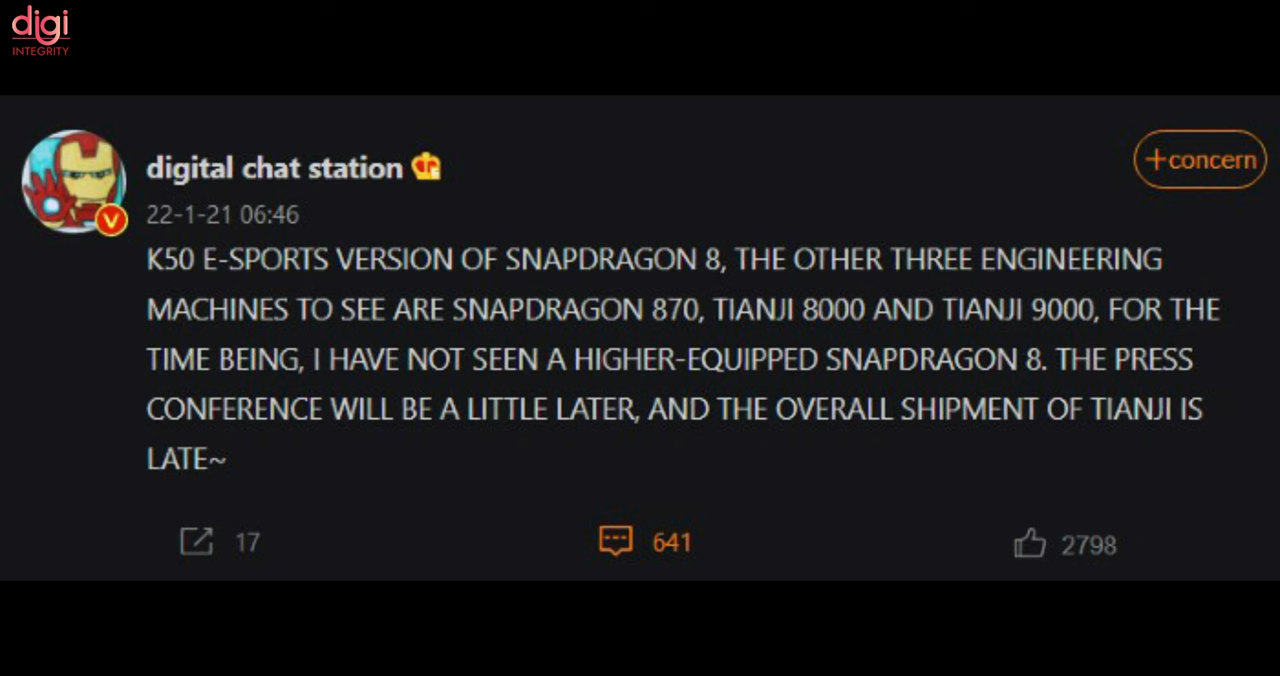 digi
INTEGRITY
digital chat station
+concern
22-1-21 06:46
K50 E-SPORTS VERSION OF SNAPDRAGON 8, THE OTHER THREE ENGINEERING
MACHINES TO SEE ARE SNAPDRAGON 870, TIANJI 8000 AND TIANJI 9000, FOR THE
TIME BEING, I HAVE NOT SEEN A HIGHER-EQUIPPED SNAPDRAGON 8. THE PRESS
CONFERENCE WILL BE A LITTLE LATER, AND THE OVERALL SHIPMENT OF TIANJI IS
LATE~
17
641
2798